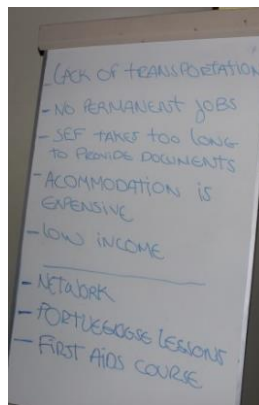 - LACK OF TRANSPORTATION
- NO PERMANENT JOBS
- SEF TAKES TOO LONG
TO PROVIDE DOCUMENTS
- ACOMMODATION is
EXPENSIVE
- LOW INCOME
- NETWORK
- PORTUEGOSE LESSONS
- FIRST AIDS COURSE